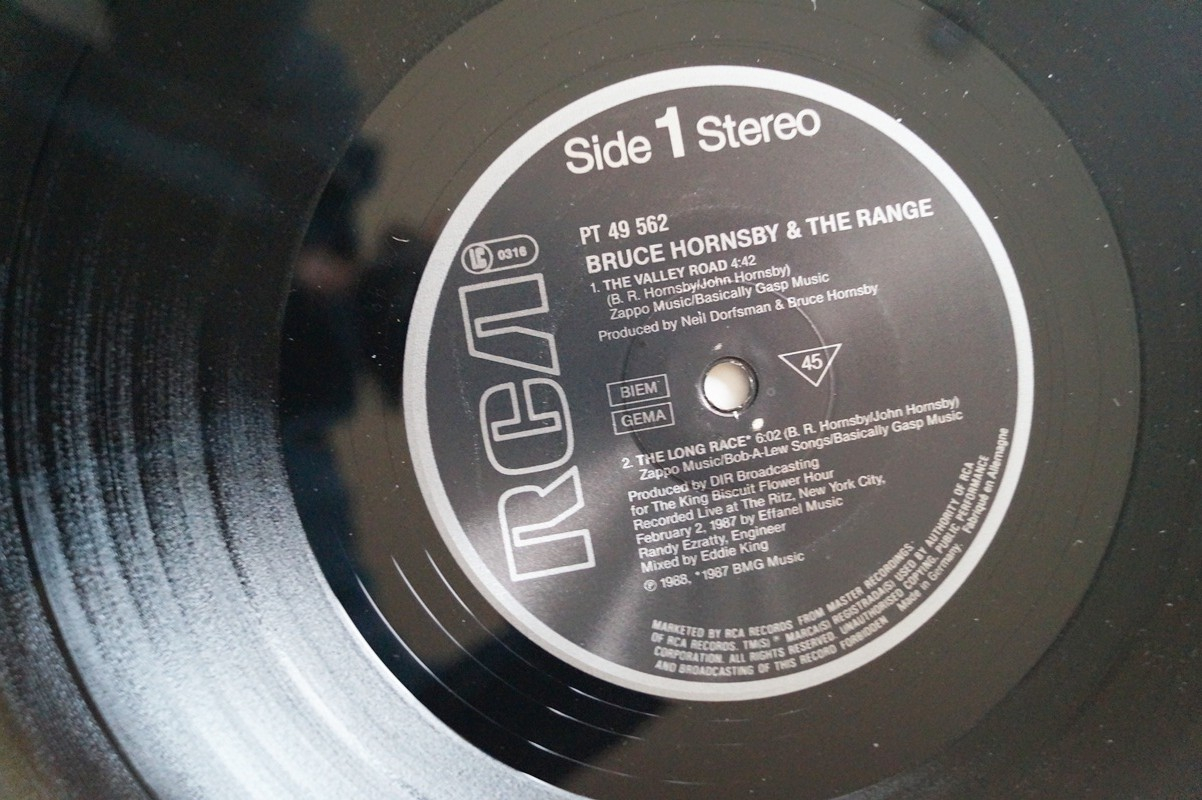 Side 1 Stereo
LC 0316
RCA
PT 49 562
BRUCE HORNSBY & THE RANGE
1. THE VALLEY ROAD 4:42
(B. R. Hornsby/John Hornsby)
Zappo Music/Basically Gasp Music
Produced by Neil Dorfsman & Bruce Hornsby
45
BIEM
GEMA
2. THE LONG RACE* 6:02 (B. R. Hornsby/John Hornsby)
Zappo Music/Bob-A-Lew Songs/Basically Gasp Music
Produced by DIR Broadcasting
for The King Biscuit Flower Hour
Recorded Live at The Ritz, New York City,
February 2, 1987 by Effanel Music
Randy Ezratty, Engineer
Mixed by Eddie King
℗ 1988, *1987 BMG Music
MARKETED BY RCA RECORDS. FROM MASTER RECORDINGS.
OF RCA RECORDS. TM(S) ® MARCA(S) REGISTRADA(S) USED BY AUTHORITY OF RCA
CORPORATION. ALL RIGHTS RESERVED. UNAUTHORISED COPYING, PUBLIC PERFORMANCE
AND BROADCASTING OF THIS RECORD FORBIDDEN Made in Germany. Fabriqué en Allemagne